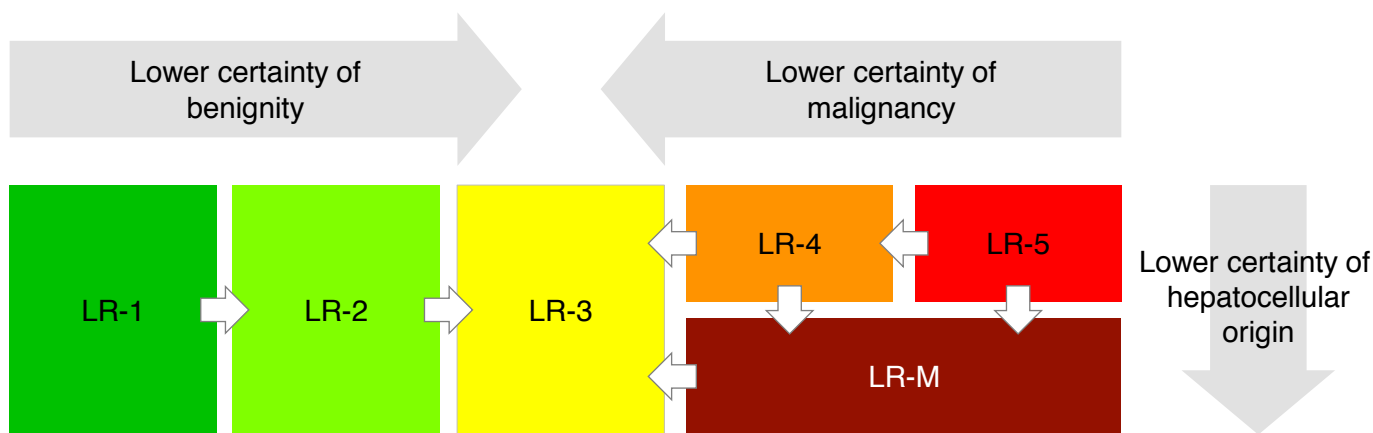 Lower certainty of
benignity
Lower certainty of
malignancy
LR-1
LR-2
LR-3
LR-4
LR-5
LR-M
Lower certainty of
hepatocellular
origin